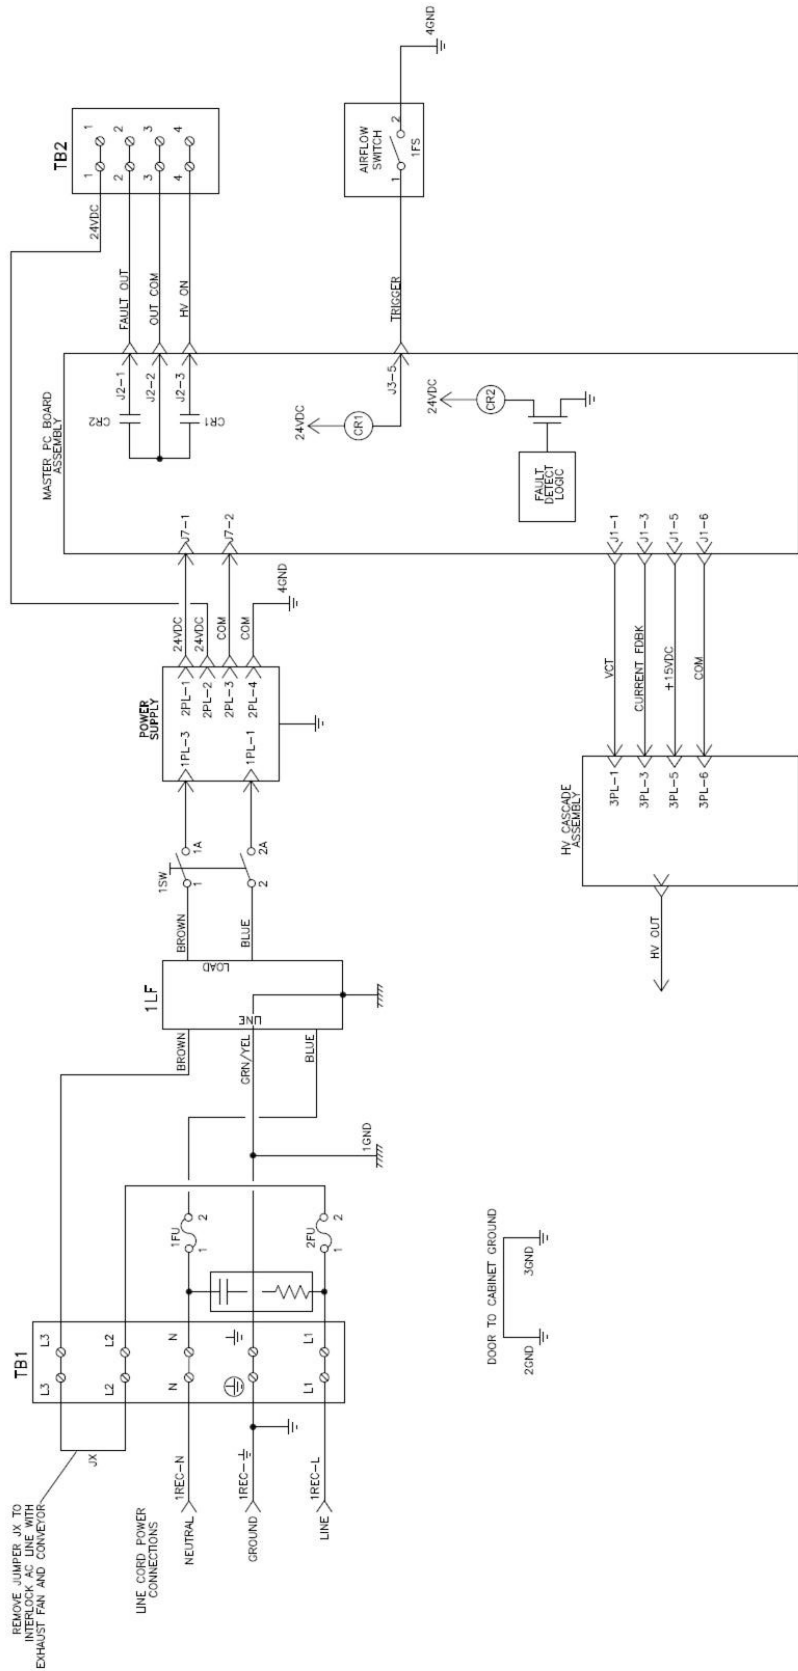 REMOVE JUMPER JX TO
INTERLOCK AC LINE WITH
EXHAUST FAN AND CONVEYOR
JX
LINE CORD POWER
CONNECTIONS
NEUTRAL
GROUND
LINE
1REC-N
1REC-
1REC-L
TB1
L3
L3
L2
L2
N
N
L1
L1
1FU
1
2
2FU
1
2
1GND
BROWN
GRN/YEL
BLUE
1LF
LINE
LOAD
BROWN
BLUE
1SW
1
1A
2
2A
POWER
SUPPLY
1PL-3
1PL-1
2PL-1
2PL-2
2PL-3
2PL-4
24VDC
24VDC
COM
COM
4GND
MASTER PC BOARD
ASSEMBLY
J7-1
J7-2
CR2
CR1
J2-1
J2-2
J2-3
FAULT OUT
OUT COM
HV ON
24VDC
TB2
1
1
2
2
3
3
4
4
24VDC
CR1
J3-5
TRIGGER
AIRFLOW
SWITCH
1
2
1FS
4GND
24VDC
CR2
FAULT
DETECT
LOGIC
J1-1
J1-3
J1-5
J1-6
VCT
CURRENT FDBK
+15VDC
COM
HV CASCADE
ASSEMBLY
3PL-1
3PL-3
3PL-5
3PL-6
HV OUT
DOOR TO CABINET GROUND
2GND
3GND